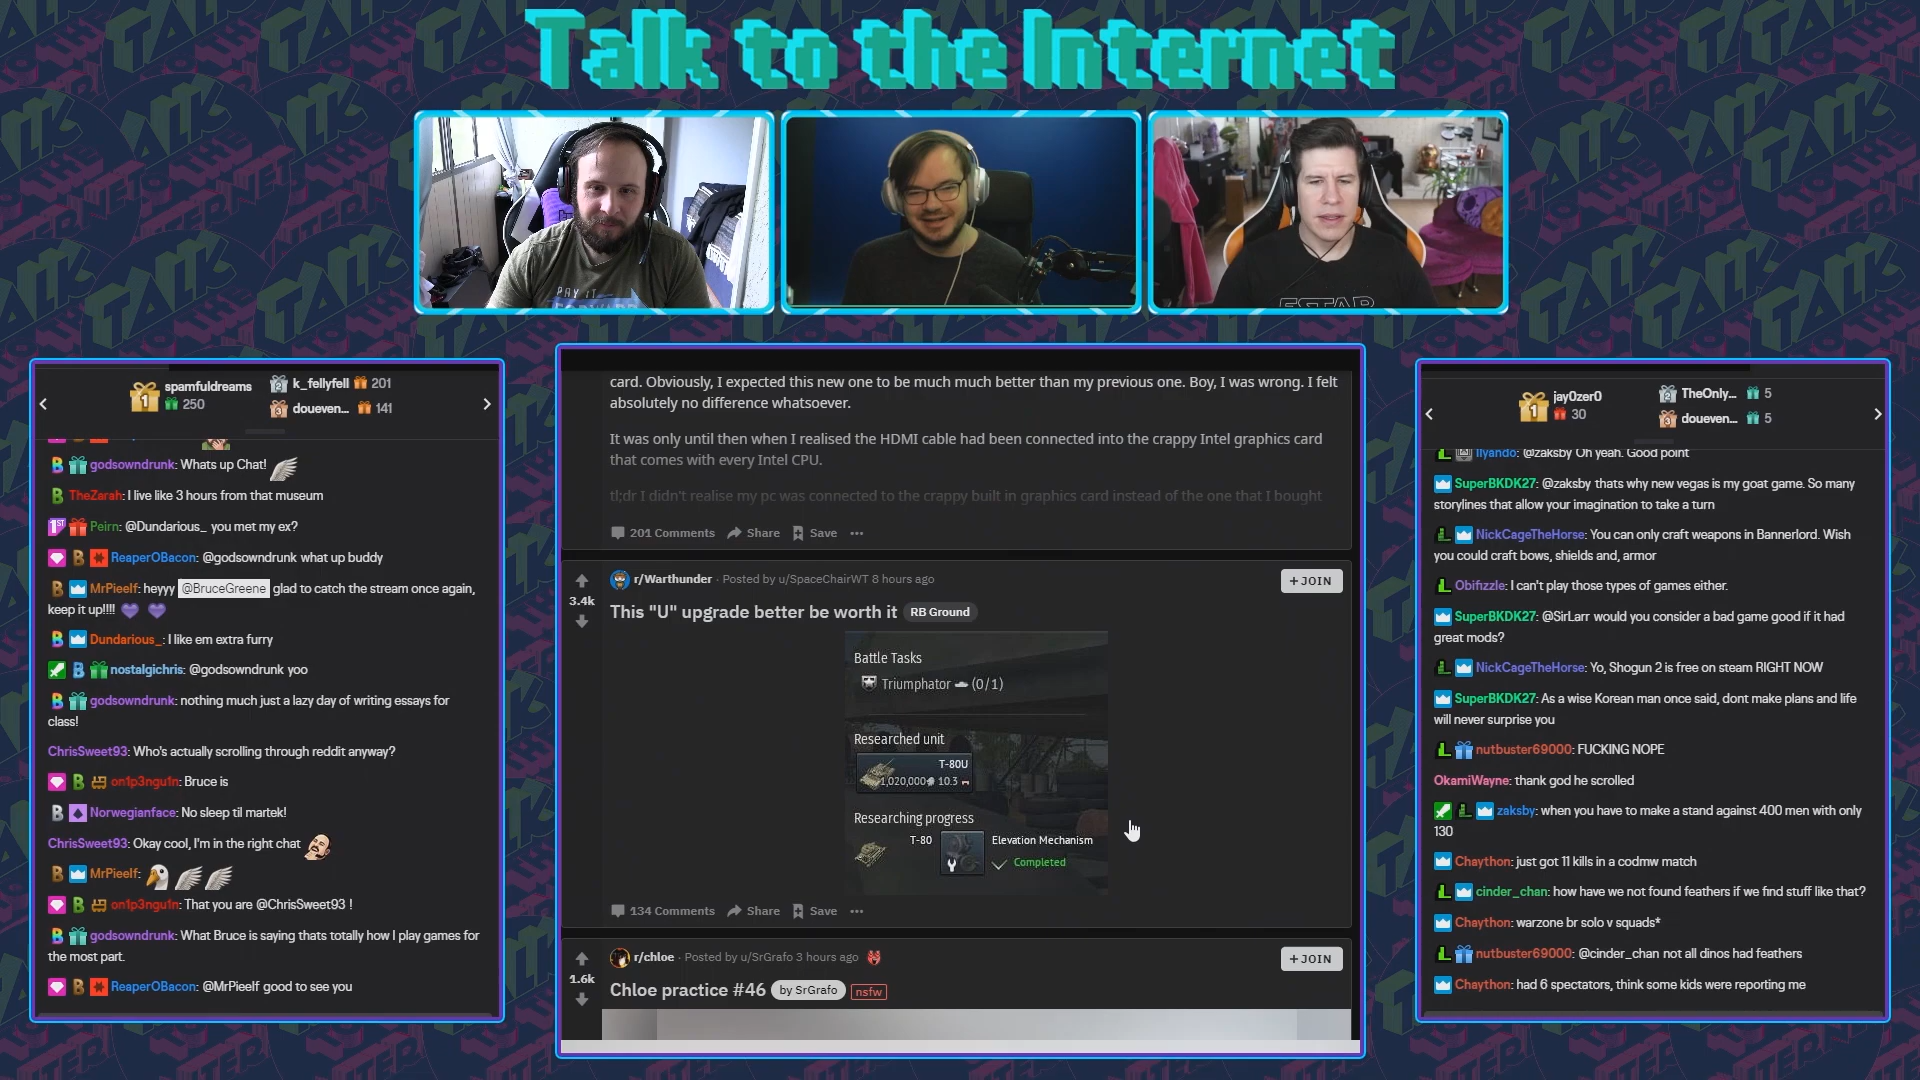 Talk to the Internet
PAY IT
FORWARD
spamfuldreams
250
k_fellyfell 201
doueven... 141
godsowndrunk: Whats up Chat!
TheZarah: I live like 3 hours from that museum
Peirn: @Dundarious_ you met my ex?
ReaperOBacon: @godsowndrunk what up buddy
MrPieelf: heyyy @BruceGreene glad to catch the stream once again,
keep it up!!!!
Dundarious_: I like em extra furry
nostalgichris: @godsowndrunk yoo
godsowndrunk: nothing much just a lazy day of writing essays for
class!
ChrisSweet93: Who's actually scrolling through reddit anyway?
on1p3ngu1n: Bruce is
Norwegianface: No sleep til martek!
ChrisSweet93: Okay cool, I'm in the right chat
MrPieelf:
on1p3ngu1n: That you are @ChrisSweet93 !
godsowndrunk: What Bruce is saying thats totally how I play games for
the most part.
ReaperOBacon: @MrPieelf good to see you
card. Obviously, I expected this new one to be much much better than my previous one. Boy, I was wrong. I felt
absolutely no difference whatsoever.
It was only until then when I realised the HDMI cable had been connected into the crappy Intel graphics card
that comes with every Intel CPU.
tl;dr I didn't realise my pc was connected to the crappy built in graphics card instead of the one that I bought
201 Comments Share Save
3.4k
r/Warthunder · Posted by u/SpaceChairWT 8 hours ago
+ JOIN
This "U" upgrade better be worth it RB Ground
Battle Tasks
Triumphator (0/1)
Researched unit
T-80U
1,020,000 10.3
Researching progress
T-80
Elevation Mechanism
Completed
134 Comments Share Save
1.6k
r/chloe · Posted by u/SrGrafo 3 hours ago
+ JOIN
Chloe practice #46 by SrGrafo nsfw
jay0zer0
30
TheOnly... 5
doueven... 5
Ilyando: @zaksby Oh yeah. Good point
SuperBKDK27: @zaksby thats why new vegas is my goat game. So many
storylines that allow your imagination to take a turn
NickCageTheHorse: You can only craft weapons in Bannerlord. Wish
you could craft bows, shields and, armor
Obifizzle: I can't play those types of games either.
SuperBKDK27: @SirLarr would you consider a bad game good if it had
great mods?
NickCageTheHorse: Yo, Shogun 2 is free on steam RIGHT NOW
SuperBKDK27: As a wise Korean man once said, dont make plans and life
will never surprise you
nutbuster69000: FUCKING NOPE
OkamiWayne: thank god he scrolled
zaksby: when you have to make a stand against 400 men with only
130
Chaython: just got 11 kills in a codmw match
cinder_chan: how have we not found feathers if we find stuff like that?
Chaython: warzone br solo v squads*
nutbuster69000: @cinder_chan not all dinos had feathers
Chaython: had 6 spectators, think some kids were reporting me